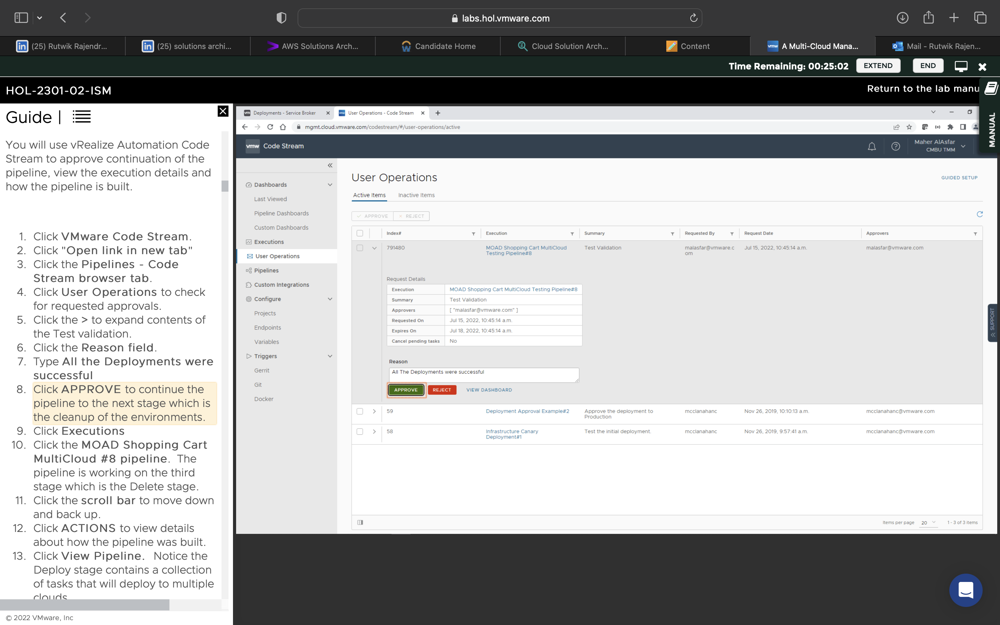 labs.hol.vmware.com
(25) Rutwik Rajendr...
(25) solutions archi...
AWS Solutions Arch...
Candidate Home
Cloud Solution Arch...
Content
vmw A Multi-Cloud Mana...
Mail - Rutwik Rajen...
Time Remaining: 00:25:02
EXTEND
END
HOL-2301-02-ISM
Return to the lab manu
MANUAL
Guide |
You will use vRealize Automation Code
Stream to approve continuation of the
pipeline, view the execution details and
how the pipeline is built.
1. Click VMware Code Stream.
2. Click "Open link in new tab"
3. Click the Pipelines - Code
Stream browser tab.
4. Click User Operations to check
for requested approvals.
5. Click the > to expand contents of
the Test validation.
6. Click the Reason field.
7. Type All the Deployments were
successful
8. Click APPROVE to continue the
pipeline to the next stage which is
the cleanup of the environments.
9. Click Executions
10. Click the MOAD Shopping Cart
MultiCloud #8 pipeline. The
pipeline is working on the third
stage which is the Delete stage.
11. Click the scroll bar to move down
and back up.
12. Click ACTIONS to view details
about how the pipeline was built.
13. Click View Pipeline. Notice the
Deploy stage contains a collection
of tasks that will deploy to multiple
clouds
© 2022 VMware, Inc
vm Deployments - Service Broker
vmw User Operations - Code Stream
mgmt.cloud.vmware.com/codestream/#/user-operations/active
vmw Code Stream
Maher AlAsfar
CMBU TMM
Dashboards
Last Viewed
Pipeline Dashboards
Custom Dashboards
Executions
User Operations
Pipelines
Custom Integrations
Configure
Projects
Endpoints
Variables
Triggers
Gerrit
Git
Docker
User Operations
GUIDED SETUP
Active Items Inactive Items
APPROVE REJECT
Index# Execution Summary Requested By Request Date Approvers
791480 MOAD Shopping Cart MultiCloud Test Validation malasfar@vmware.c Jul 15, 2022, 10:45:14 a.m. malasfar@vmware.com
Testing Pipeline#8 om
Request Details
Execution MOAD Shopping Cart MultiCloud Testing Pipeline#8
Summary Test Validation
Approvers [ "malasfar@vmware.com" ]
Requested On Jul 15, 2022, 10:45:14 a.m.
Expires On Jul 18, 2022, 10:45:14 a.m.
Cancel pending tasks No
Reason
All The Deployments were successful
APPROVE REJECT VIEW DASHBOARD
59 Deployment Approval Example#2 Approve the deployment to mcclanahanc Nov 26, 2019, 10:10:13 a.m. mcclanahanc@vmware.com
Production
58 Infrastructure Canary Test the initial deployment. mcclanahanc Nov 26, 2019, 9:57:41 a.m. mcclanahanc@vmware.com
Deployment#1
Items per page 20 1 - 3 of 3 items
SUPPORT